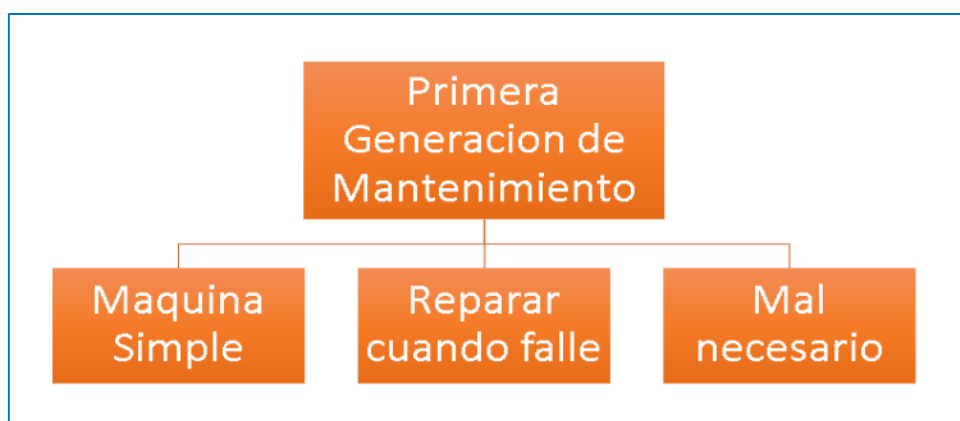 Primera
Generacion de
Mantenimiento
Maquina
Simple
Reparar
cuando falle
Mal
necesario